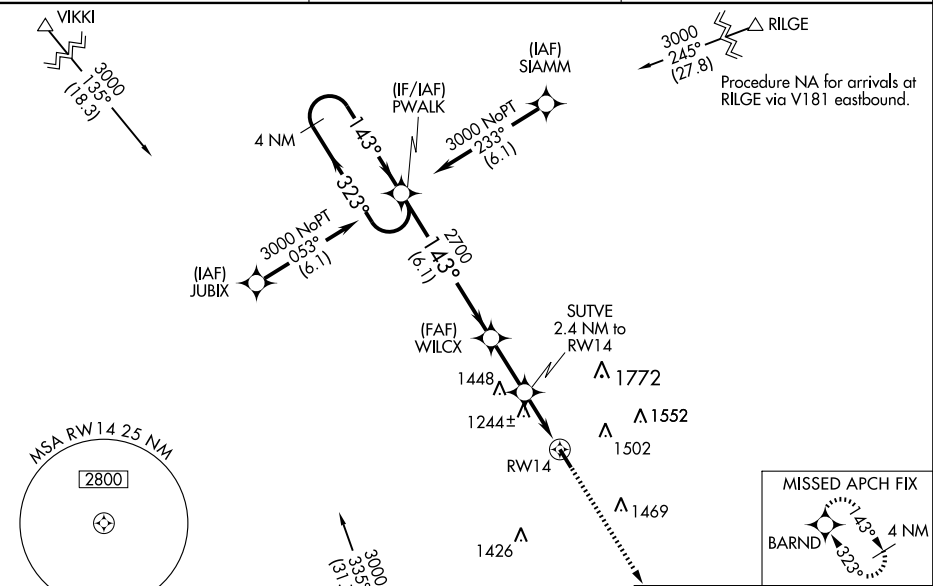 VIKKI
3000
135°
(18.3)
RILGE
3000
245°
(27.8)
Procedure NA for arrivals at
RILGE via V181 eastbound.
(IAF)
SIAMM
3000 NoPT
233°
(6.1)
(IF/IAF)
PWALK
4 NM
143°
323°
3000 NoPT
053°
(6.1)
(IAF)
JUBIX
2700
143°
(6.1)
(FAF)
WILCX
SUTVE
2.4 NM to
RW14
1448
1772
1244±
1552
1502
RW14
1469
1426
MSA RW14 25 NM
2800
3000
335°
MISSED APCH FIX
BARND
143°
4 NM
323°